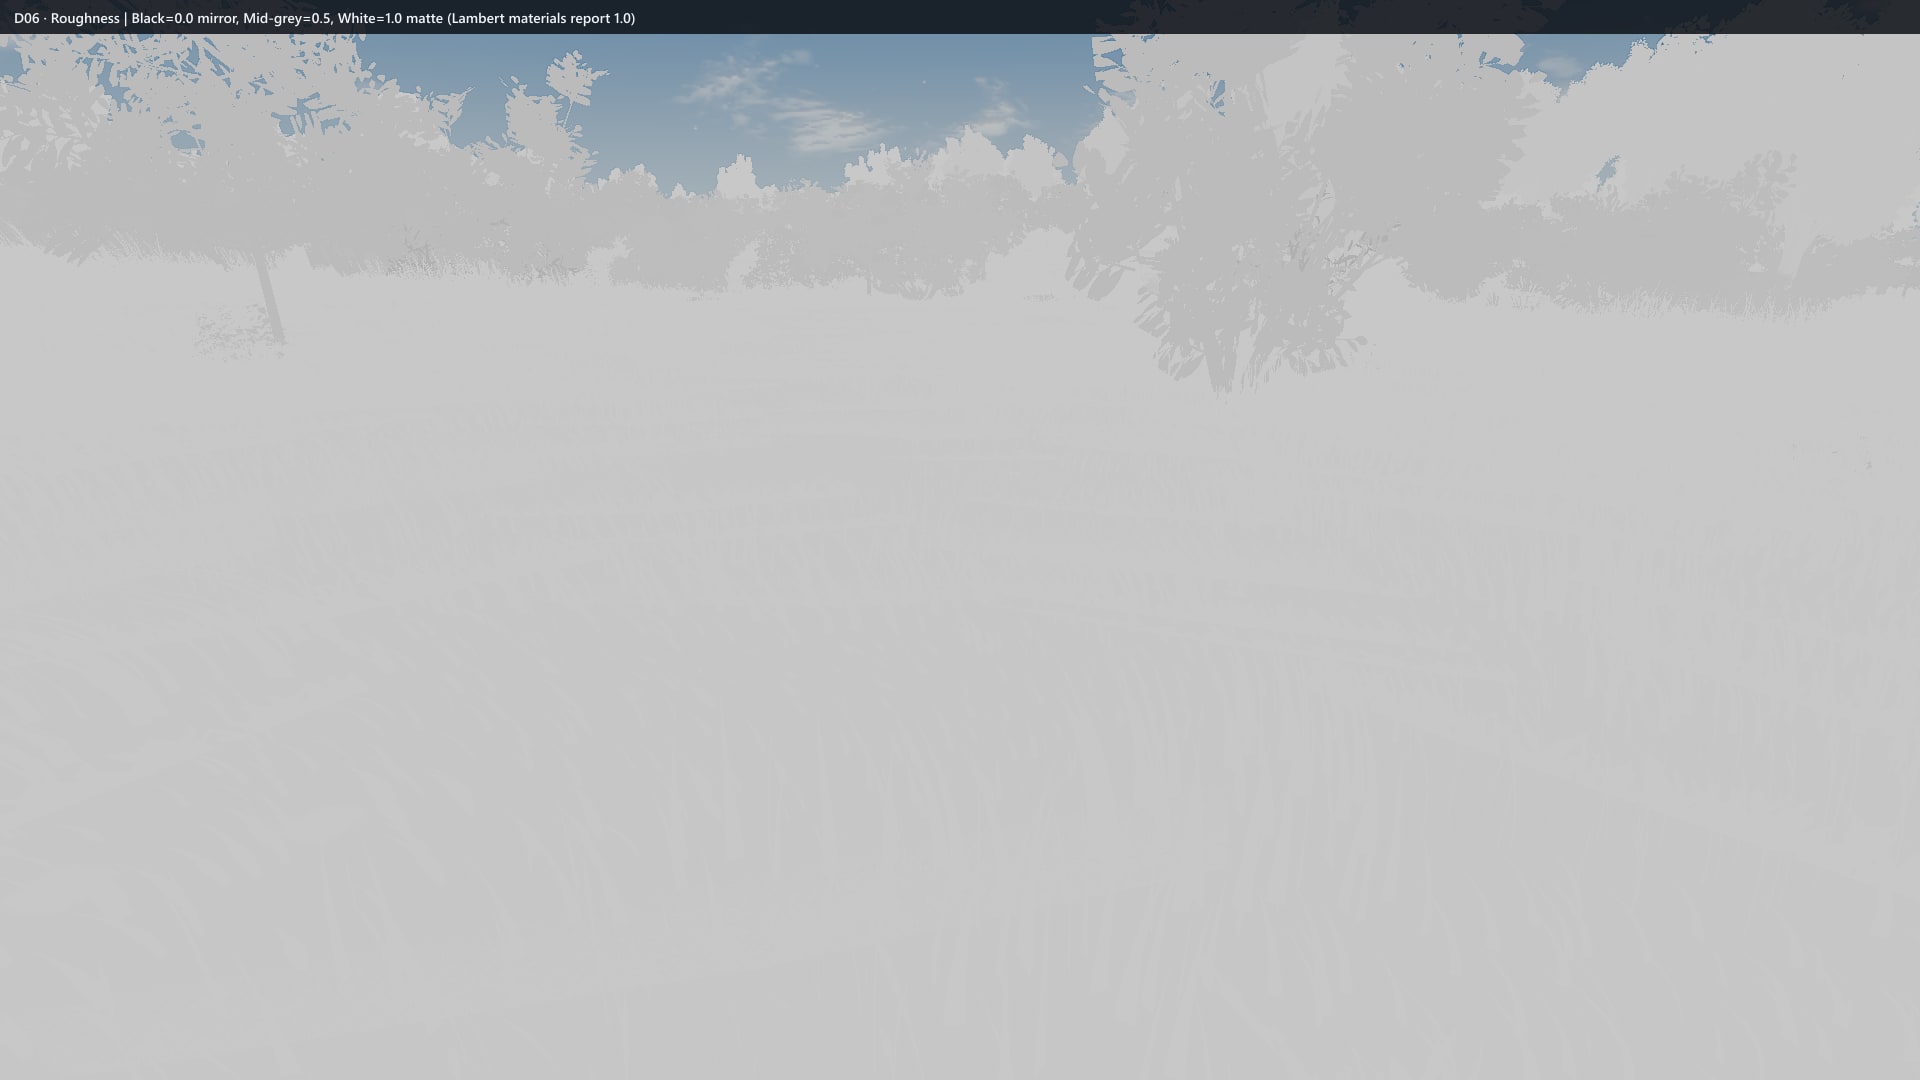 D06 · Roughness | Black=0.0 mirror, Mid-grey=0.5, White=1.0 matte (Lambert materials report 1.0)